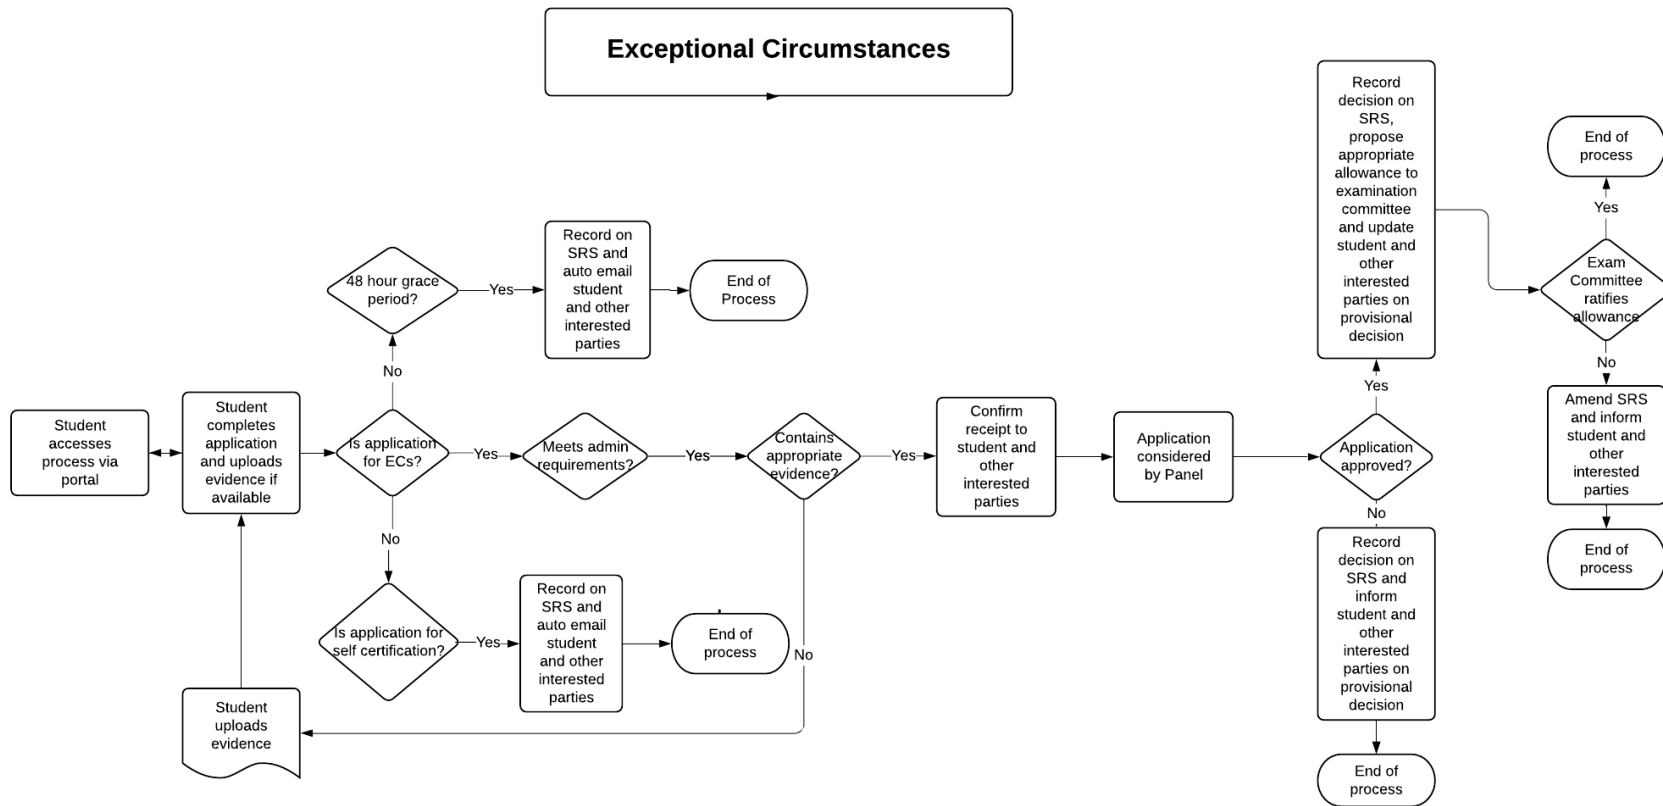 Exceptional Circumstances
Student
accesses
process via
portal
Student
completes
application
and uploads
evidence if
available
Is application
for ECs?
No
48 hour grace
period?
Yes
Record on
SRS and
auto email
student
and other
interested
parties
End of
Process
No
Is application for
self certification?
Yes
Record on
SRS and
auto email
student
and other
interested
parties
End of
process
Yes
Meets admin
requirements?
Yes
Contains
appropriate
evidence?
No
Student
uploads
evidence
Yes
Confirm
receipt to
student and
other
interested
parties
Application
considered
by Panel
Application
approved?
Yes
Record
decision on
SRS,
propose
appropriate
allowance to
examination
committee
and update
student and
other
interested
parties on
provisional
decision
Exam
Committee
ratifies
allowance
Yes
End of
process
No
Amend SRS
and inform
student and
other
interested
parties
End of
process
No
Record
decision on
SRS and
inform
student and
other
interested
parties on
provisional
decision
End of
process